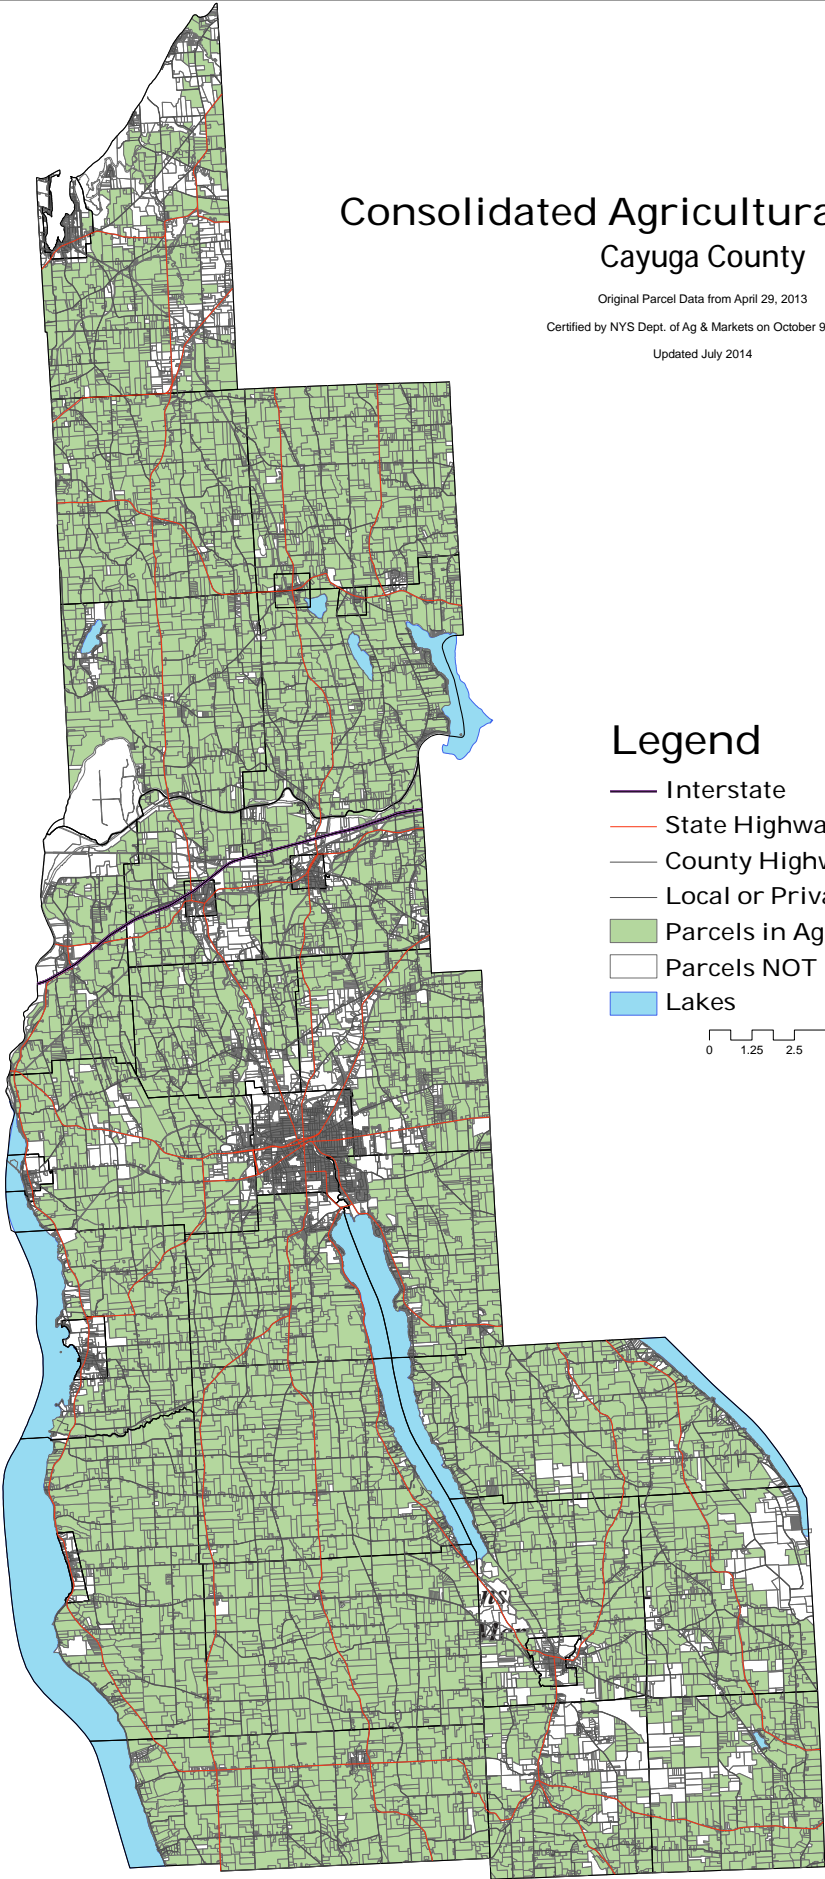 Consolidated Agricultura
Cayuga County
Original Parcel Data from April 29, 2013
Certified by NYS Dept. of Ag & Markets on October 9
Updated July 2014
Legend
Interstate
State Highwa
County Highw
Local or Priva
Parcels in Ag
Parcels NOT
Lakes
0 1.25 2.5